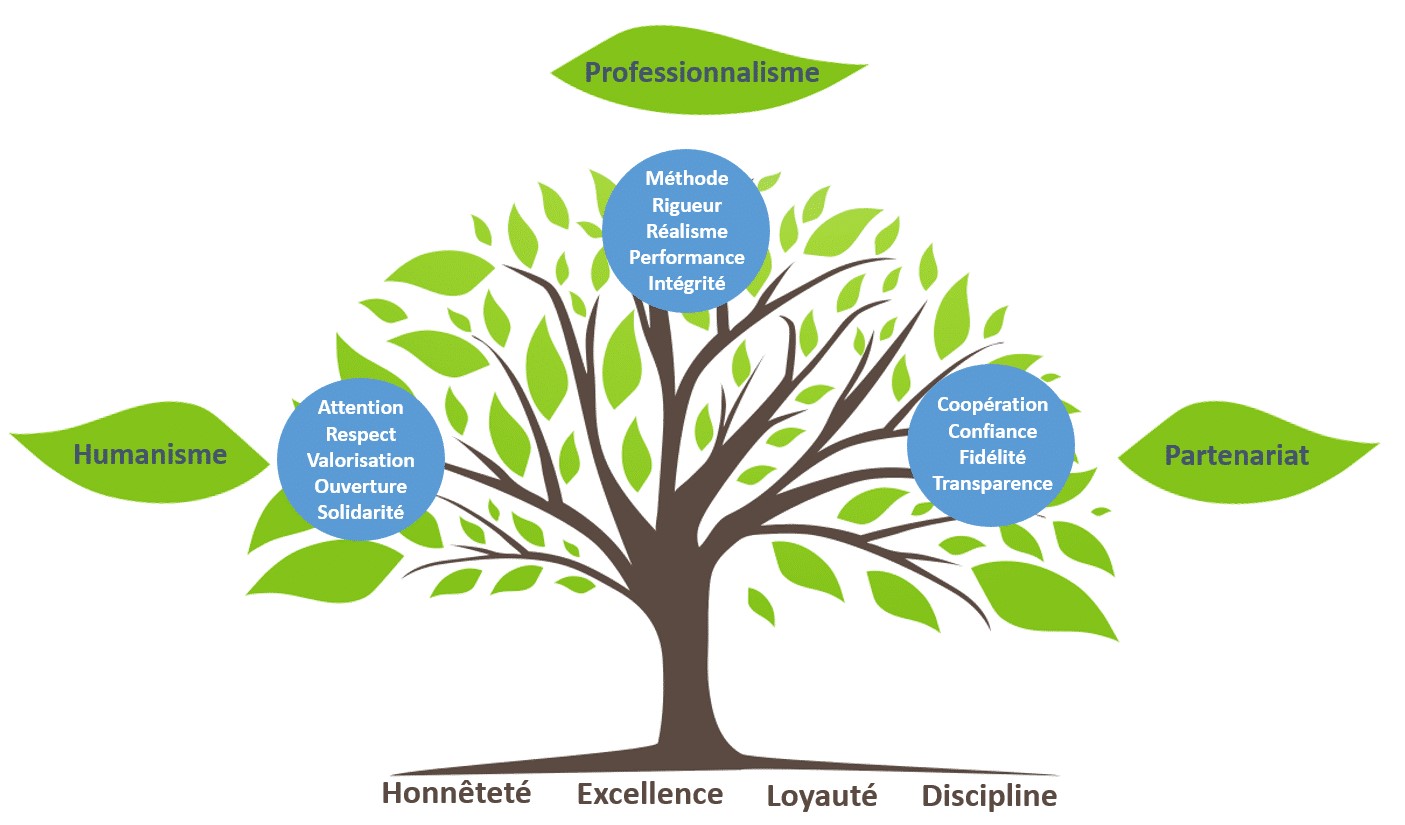 Professionnalisme
Méthode
Rigueur
Réalisme
Performance
Intégrité
Humanisme
Attention
Respect
Valorisation
Ouverture
Solidarité
Coopération
Confiance
Fidélité
Transparence
Partenariat
Honnêteté Excellence Loyauté Discipline